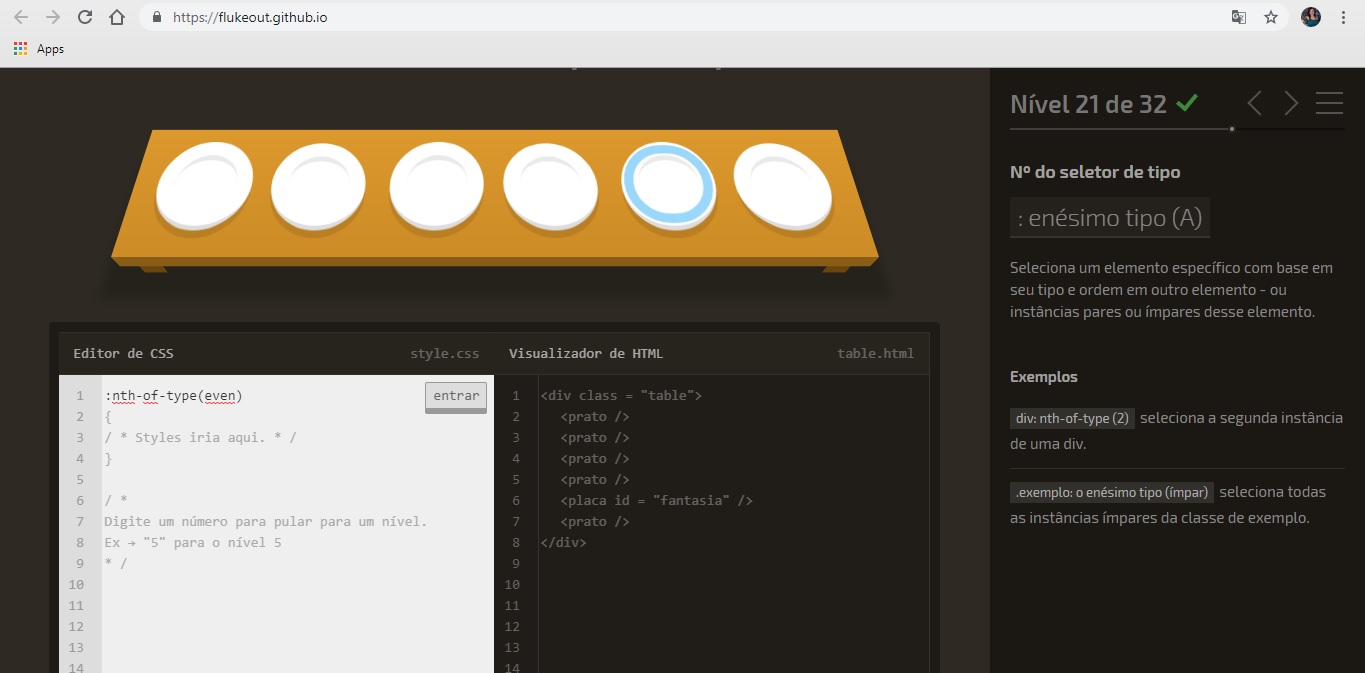 https://flukeout.github.io
Apps
Nível 21 de 32
Nº do seletor de tipo
: enésimo tipo (A)
Seleciona um elemento específico com base em
seu tipo e ordem em outro elemento - ou
instâncias pares ou ímpares desse elemento.
Exemplos
div: nth-of-type (2) seleciona a segunda instância
de uma div.
.exemplo: o enésimo tipo (ímpar) seleciona todas
as instâncias ímpares da classe de exemplo.
Editor de CSS style.css
1 :nth-of-type(even) entrar
2 {
3 / * Styles iria aqui. * /
4 }
5
6 / *
7 Digite um número para pular para um nível.
8 Ex → "5" para o nível 5
9 * /
10
11
12
13
14
Visualizador de HTML table.html
1 <div class = "table">
2 <prato />
3 <prato />
4 <prato />
5 <prato />
6 <placa id = "fantasia" />
7 <prato />
8 </div>
9
10
11
12
13
14